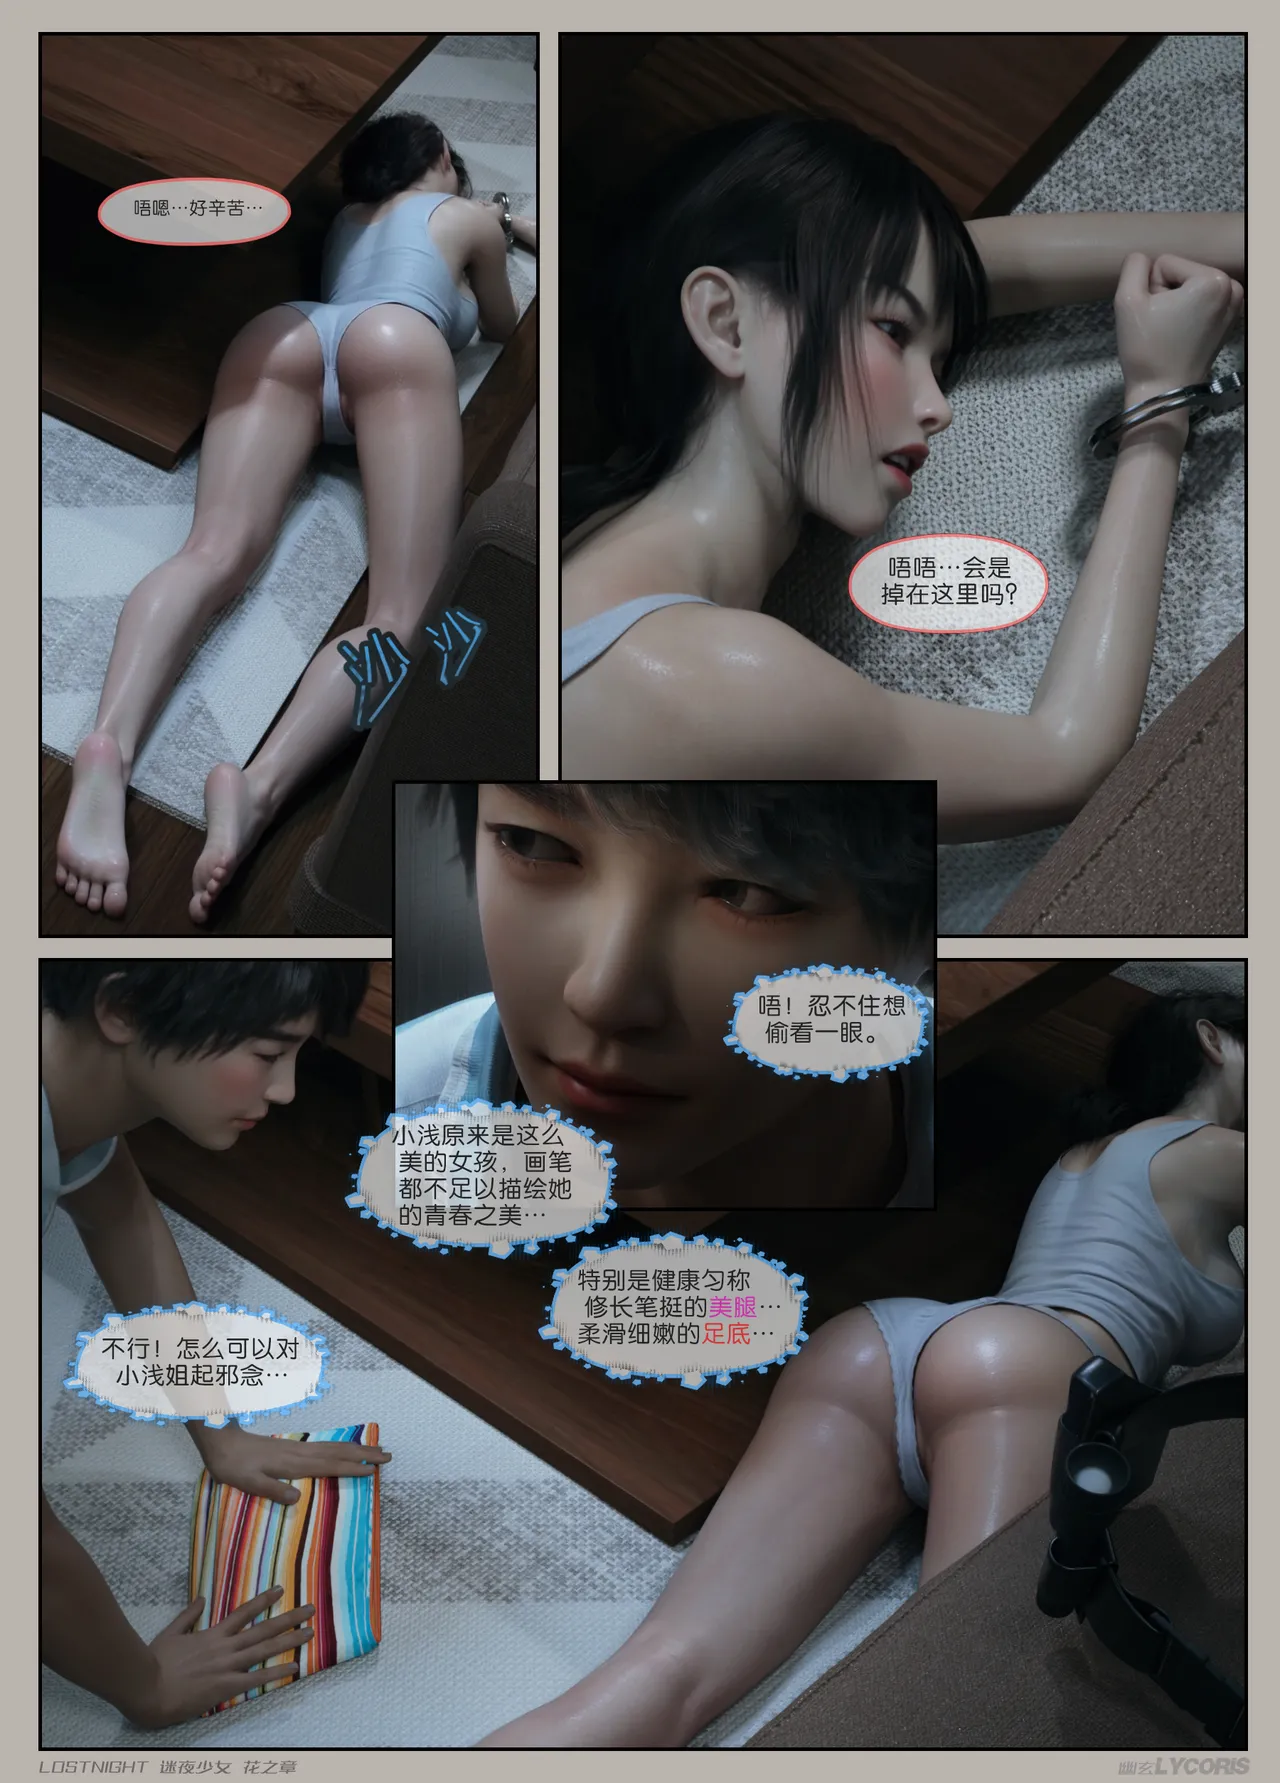 唔嗯…好辛苦…
唔唔…会是
掉在这里吗?
沙 沙
唔！忍不住想
偷看一眼。
小浅原来是这么
美的女孩，画笔
都不足以描绘她
的青春之美…
特别是健康匀称
修长笔挺的美腿…
柔滑细嫩的足底…
不行！怎么可以对
小浅姐起邪念…
LOSTNIGHT 迷夜少女 花之章
幽玄LYCORIS